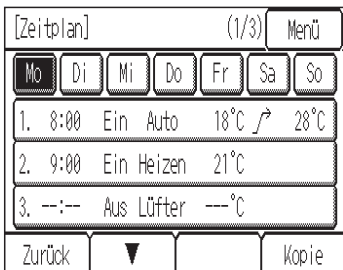 [Zeitplan] (1/3) Menü
Mo Di Mi Do Fr Sa So
1. 8:00 Ein Auto 18°C 28°C
2. 9:00 Ein Heizen 21°C
3. --:-- Aus Lüfter ---°C
Zurück ▼ Kopie